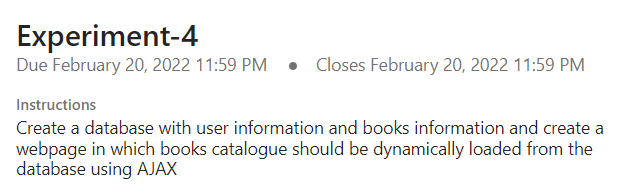 Experiment-4
Due February 20, 2022 11:59 PM ● Closes February 20, 2022 11:59 PM
Instructions
Create a database with user information and books information and create a
webpage in which books catalogue should be dynamically loaded from the
database using AJAX